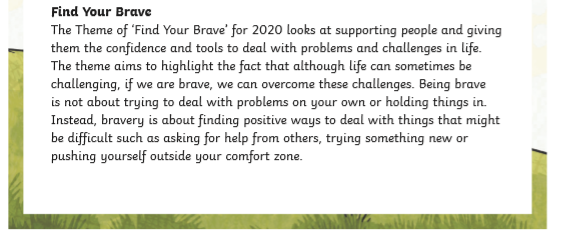 Find Your Brave
The Theme of ‘Find Your Brave’ for 2020 looks at supporting people and giving
them the confidence and tools to deal with problems and challenges in life.
The theme aims to highlight the fact that although life can sometimes be
challenging, if we are brave, we can overcome these challenges. Being brave
is not about trying to deal with problems on your own or holding things in.
Instead, bravery is about finding positive ways to deal with things that might
be difficult such as asking for help from others, trying something new or
pushing yourself outside your comfort zone.